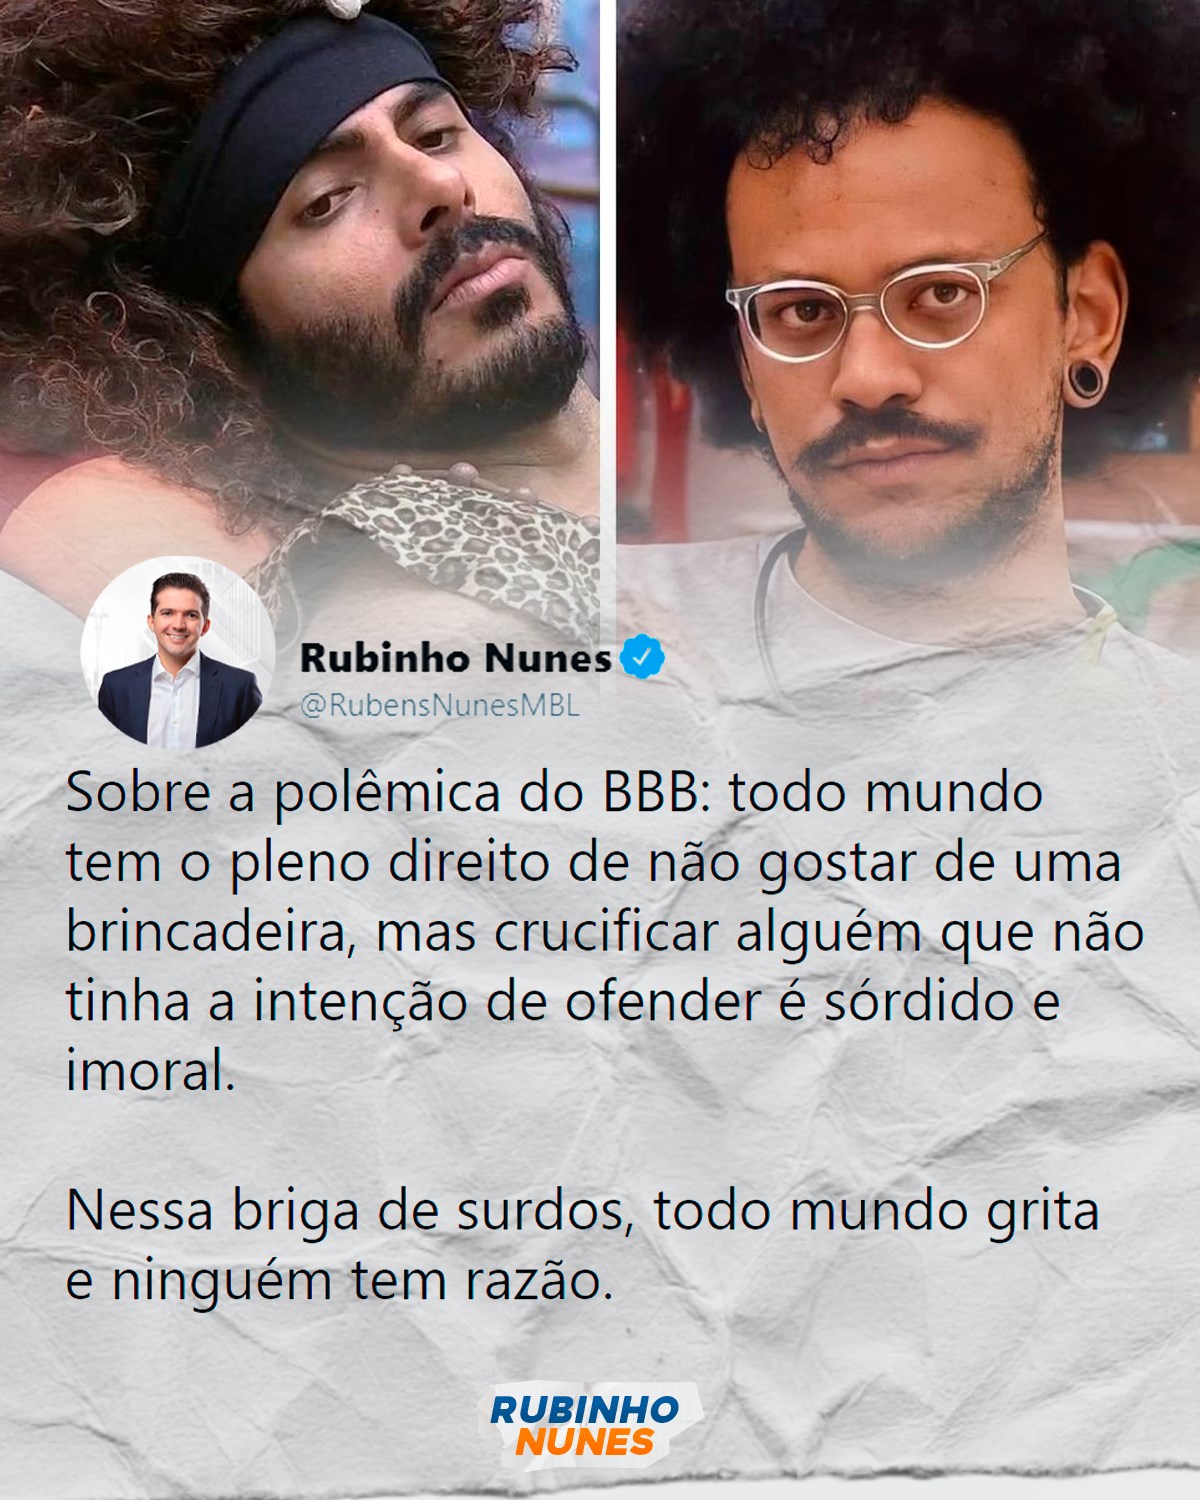 Rubinho Nunes
@RubensNunesMBL
Sobre a polêmica do BBB: todo mundo
tem o pleno direito de não gostar de uma
brincadeira, mas crucificar alguém que não
tinha a intenção de ofender é sórdido e
imoral.
Nessa briga de surdos, todo mundo grita
e ninguém tem razão.
RUBINHO
NUNES